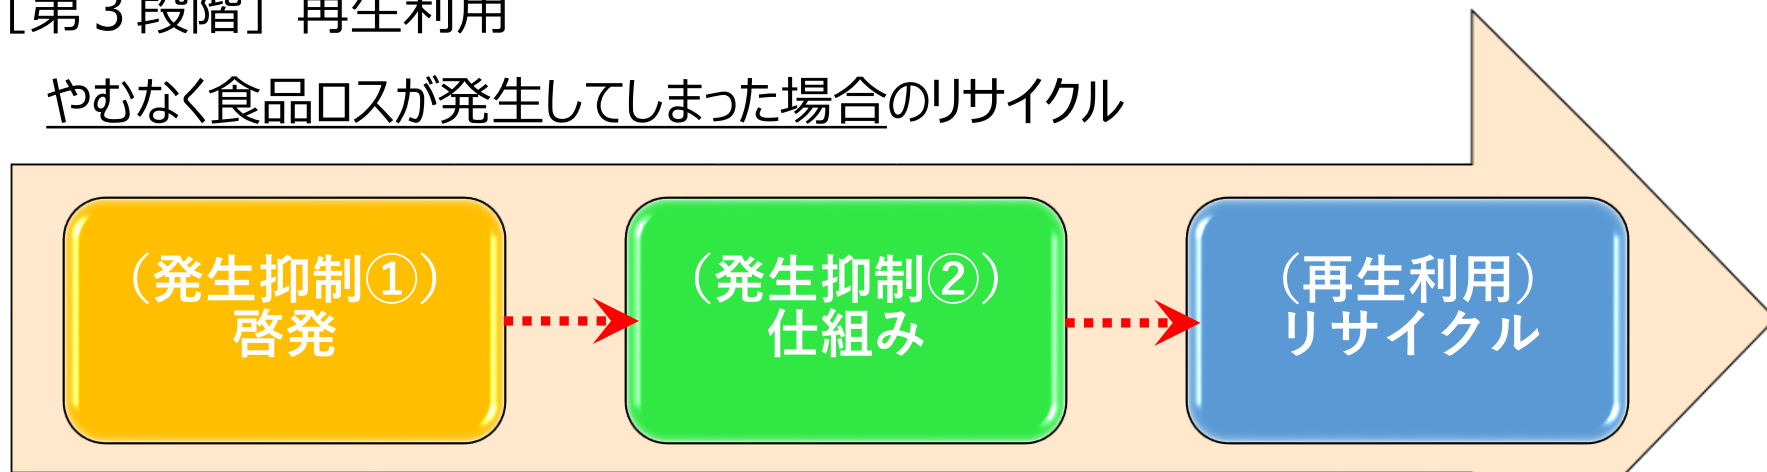 ［第３段階］再生利用
やむなく食品ロスが発生してしまった場合のリサイクル
（発生抑制①）
啓発
（発生抑制②）
仕組み
（再生利用）
リサイクル